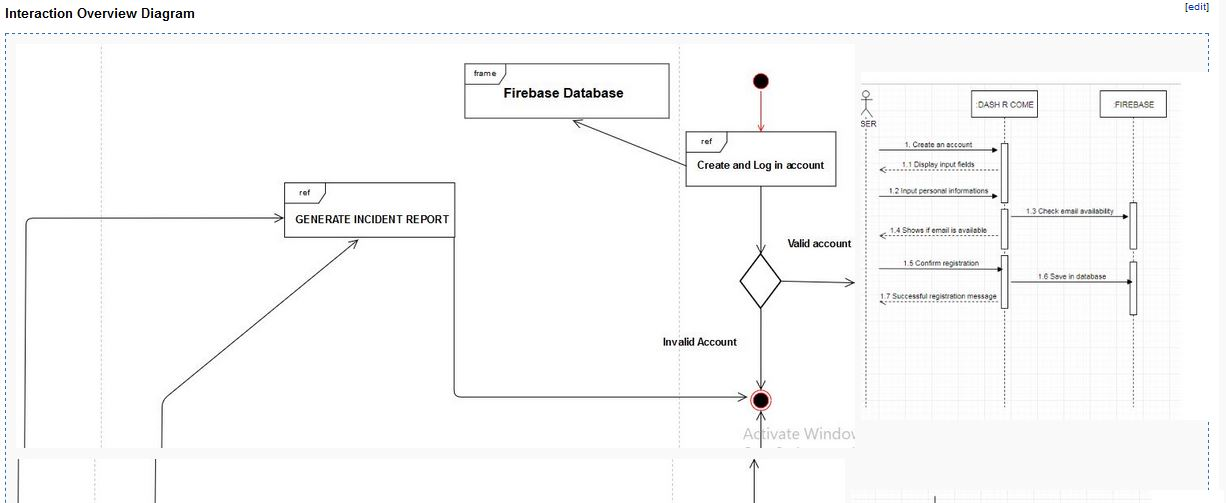 Interaction Overview Diagram
[edit]
frame
Firebase Database
ref
Create and Log in account
ref
GENERATE INCIDENT REPORT
Valid account
Invalid Account
Activate Windo
SER
:DASH R COME
:FIREBASE
1. Create an account
1.1 Display input fields
1.2 Input personal informations
1.3 Check email availability
1.4 Shows if email is available
1.5 Confirm registration
1.6 Save in database
1.7 Successful registration message